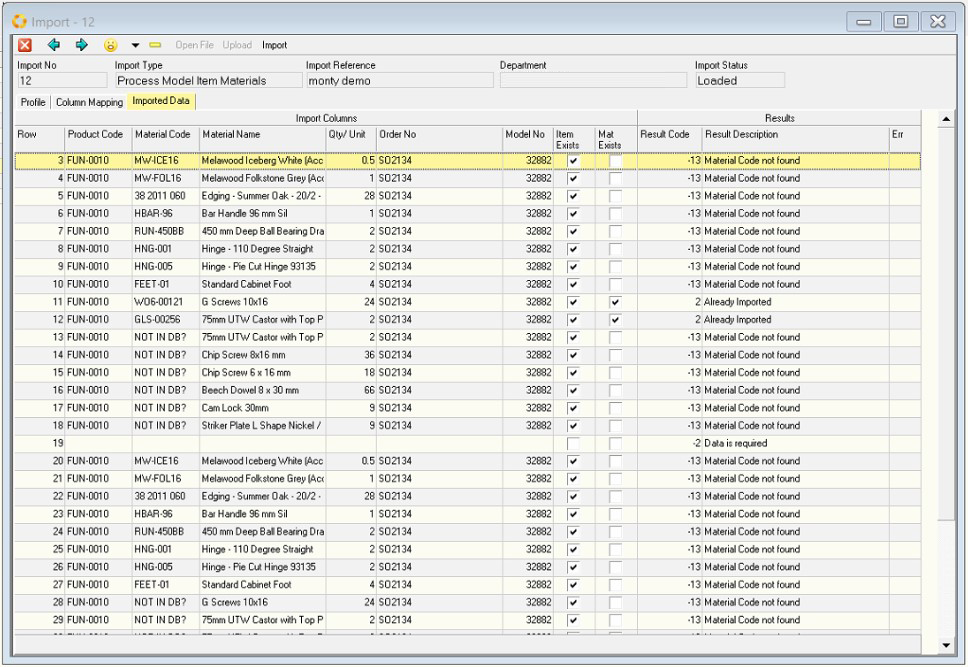 Import - 12
Open File Upload Import
Import No Import Type Import Reference Department Import Status
12 Process Model Item Materials monty demo Loaded
Profile Column Mapping Imported Data
Import Columns Results
Row Product Code Material Code Material Name Qty/ Unit Order No Model No Item Exists Mat Exists Result Code Result Description Err
3 FUN-0010 MW-ICE16 Melawood Iceberg White (Acc 0.5 SO2134 32882 -13 Material Code not found
4 FUN-0010 MW-FOL16 Melawood Folkstone Grey (Acc 1 SO2134 32882 -13 Material Code not found
5 FUN-0010 38 2011 060 Edging - Summer Oak - 20/2 - 28 SO2134 32882 -13 Material Code not found
6 FUN-0010 HBAR-96 Bar Handle 96 mm Sil 1 SO2134 32882 -13 Material Code not found
7 FUN-0010 RUN-450BB 450 mm Deep Ball Bearing Dra 2 SO2134 32882 -13 Material Code not found
8 FUN-0010 HNG-001 Hinge - 110 Degree Straight 2 SO2134 32882 -13 Material Code not found
9 FUN-0010 HNG-005 Hinge - Pie Cut Hinge 93135 2 SO2134 32882 -13 Material Code not found
10 FUN-0010 FEET-01 Standard Cabinet Foot 4 SO2134 32882 -13 Material Code not found
11 FUN-0010 WO6-00121 G Screws 10x16 24 SO2134 32882 2 Already Imported
12 FUN-0010 GLS-00256 75mm UTW Castor with Top P 2 SO2134 32882 2 Already Imported
13 FUN-0010 NOT IN DB? 75mm UTW Castor with Top P 2 SO2134 32882 -13 Material Code not found
14 FUN-0010 NOT IN DB? Chip Screw 8x16 mm 36 SO2134 32882 -13 Material Code not found
15 FUN-0010 NOT IN DB? Chip Screw 6 x 16 mm 18 SO2134 32882 -13 Material Code not found
16 FUN-0010 NOT IN DB? Beech Dowel 8 x 30 mm 66 SO2134 32882 -13 Material Code not found
17 FUN-0010 NOT IN DB? Cam Lock 30mm 9 SO2134 32882 -13 Material Code not found
18 FUN-0010 NOT IN DB? Striker Plate L Shape Nickel / 9 SO2134 32882 -13 Material Code not found
19 -2 Data is required
20 FUN-0010 MW-ICE16 Melawood Iceberg White (Acc 0.5 SO2134 32882 -13 Material Code not found
21 FUN-0010 MW-FOL16 Melawood Folkstone Grey (Acc 1 SO2134 32882 -13 Material Code not found
22 FUN-0010 38 2011 060 Edging - Summer Oak - 20/2 - 28 SO2134 32882 -13 Material Code not found
23 FUN-0010 HBAR-96 Bar Handle 96 mm Sil 1 SO2134 32882 -13 Material Code not found
24 FUN-0010 RUN-450BB 450 mm Deep Ball Bearing Dra 2 SO2134 32882 -13 Material Code not found
25 FUN-0010 HNG-001 Hinge - 110 Degree Straight 2 SO2134 32882 -13 Material Code not found
26 FUN-0010 HNG-005 Hinge - Pie Cut Hinge 93135 2 SO2134 32882 -13 Material Code not found
27 FUN-0010 FEET-01 Standard Cabinet Foot 4 SO2134 32882 -13 Material Code not found
28 FUN-0010 NOT IN DB? G Screws 10x16 24 SO2134 32882 -13 Material Code not found
29 FUN-0010 NOT IN DB? 75mm UTW Castor with Top P 2 SO2134 32882 -13 Material Code not found